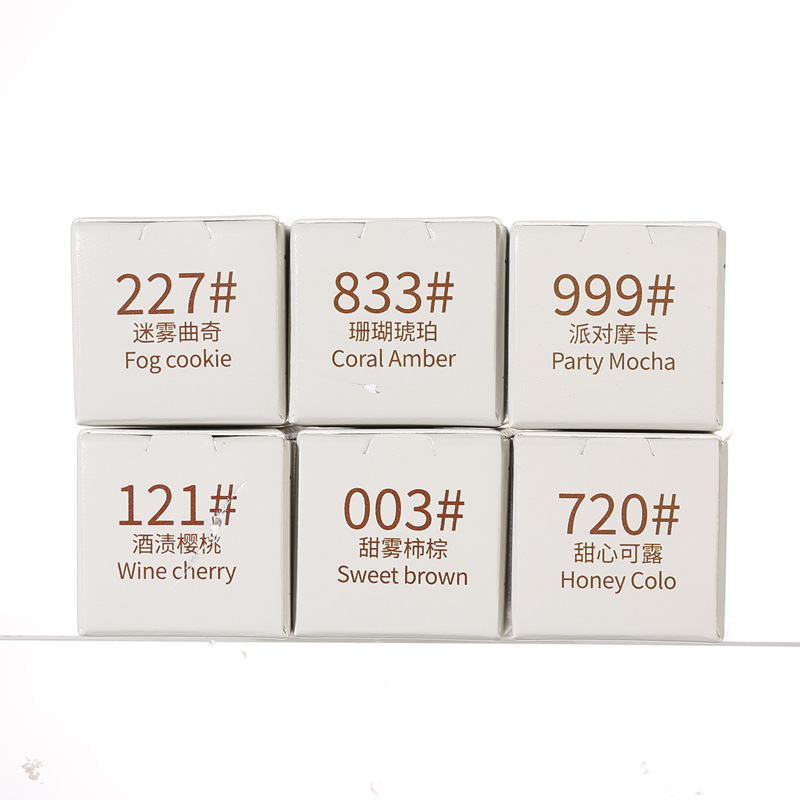 227#
迷雾曲奇
Fog cookie
833#
珊瑚琥珀
Coral Amber
999#
派对摩卡
Party Mocha
121#
酒渍樱桃
Wine cherry
003#
甜雾柿棕
Sweet brown
720#
甜心可露
Honey Colo